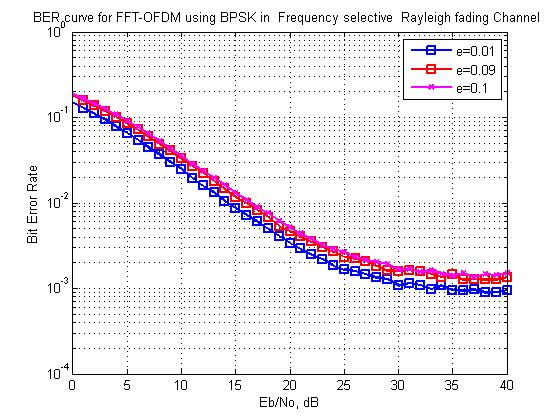 BER curve for FFT-OFDM using BPSK in  Frequency selective  Rayleigh fading Channel
10^0
10^-1
10^-2
10^-3
10^-4
Bit Error Rate
e=0.01
e=0.09
e=0.1
0 5 10 15 20 25 30 35 40
Eb/No, dB